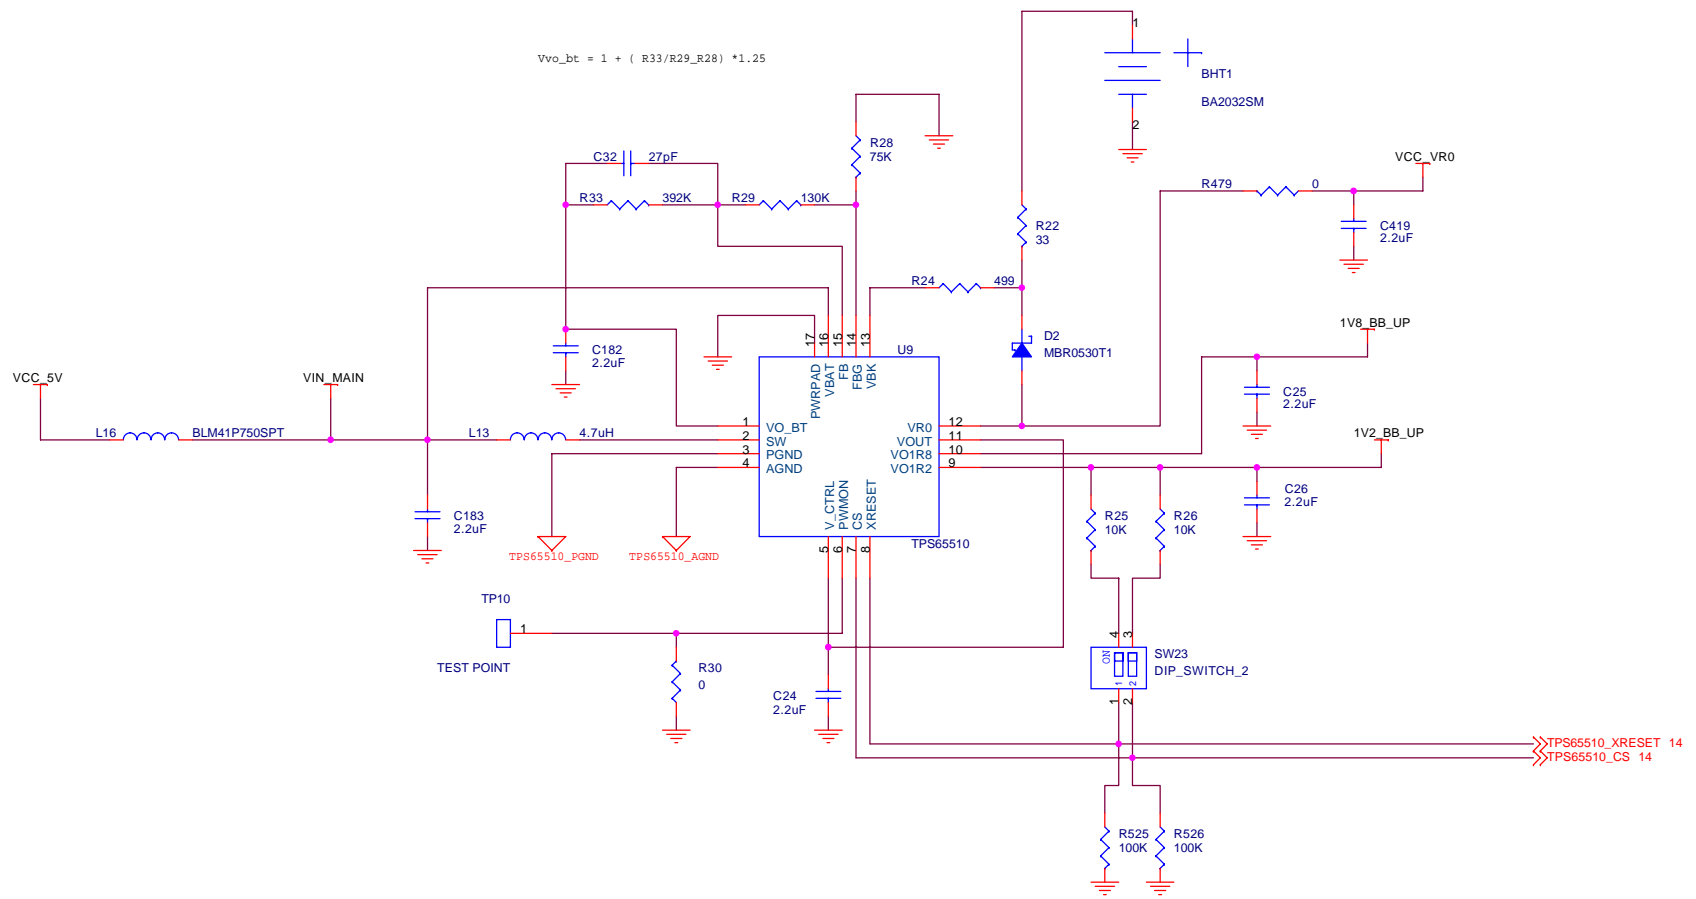 Vvo_bt = 1 + ( R33/R29_R28) *1.25
1
BHT1
BA2032SM
2
R28
75K
C32 27pF
VCC_VR0
R33 392K R29 130K
R479 0
R22
33
C419
2.2uF
R24 499
17 16 15 14 13
1V8_BB_UP
D2
MBR0530T1
U9
C182
2.2uF
PWRPAD
VBAT
FB
FBG
VBK
VCC_5V
VIN_MAIN
C25
2.2uF
L16 BLM41P750SPT
L13 4.7uH
1 VO_BT
2 SW
3 PGND
4 AGND
VR0 12
VOUT 11
VO1R8 10
VO1R2 9
1V2_BB_UP
V_CTRL
PWMON
CS
XRESET
C26
2.2uF
C183
2.2uF
R25
10K
R26
10K
TPS65510_PGND
TPS65510_AGND
TPS65510
5 6 7 8
TP10
1
TEST POINT
R30
0
C24
2.2uF
4 3
ON
1 2
SW23
DIP_SWITCH_2
1 2
TPS65510_XRESET 14
TPS65510_CS 14
R525
100K
R526
100K